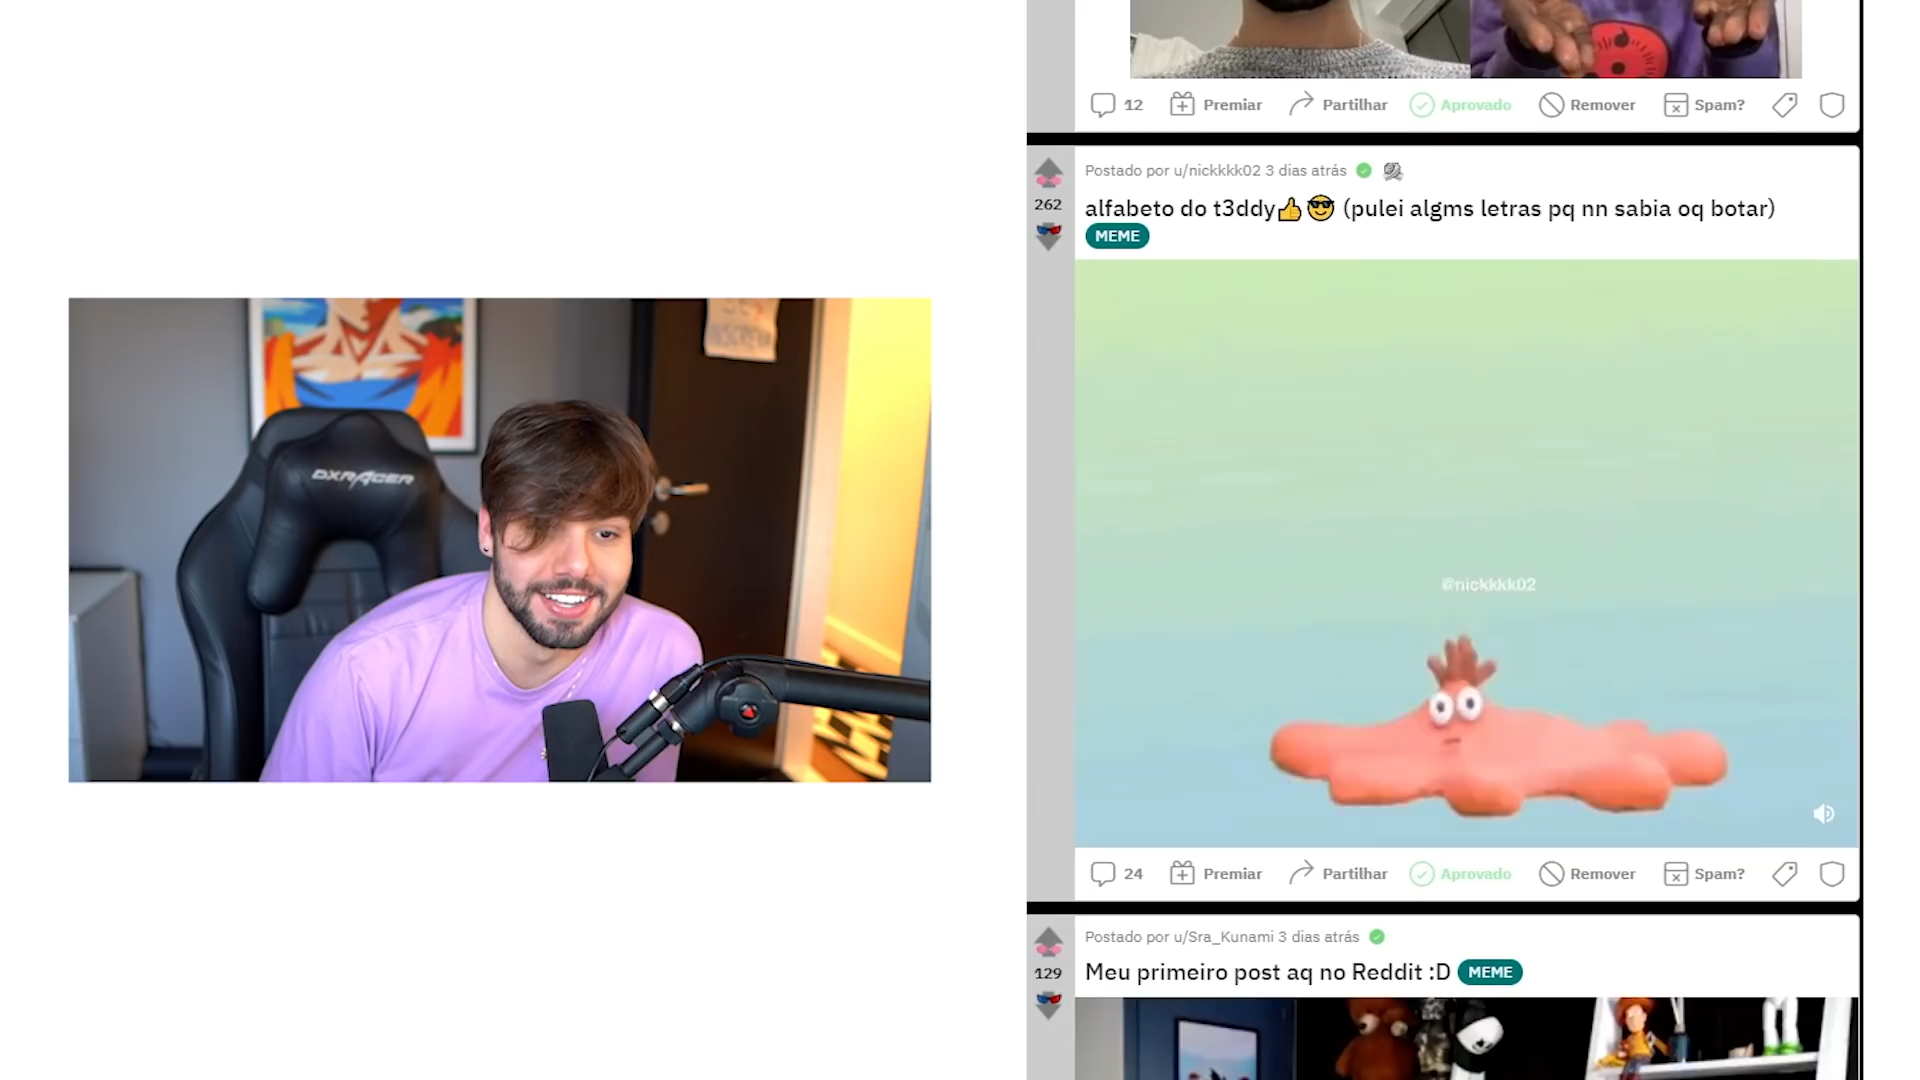 12 Premiar Partilhar Aprovado Remover Spam?
Postado por u/nickkkk02 3 dias atrás
262
alfabeto do t3ddy👍😎 (pulei algms letras pq nn sabia oq botar)
MEME
DXRACER
@nickkkk02
24 Premiar Partilhar Aprovado Remover Spam?
Postado por u/Sra_Kunami 3 dias atrás
129
Meu primeiro post aq no Reddit :D MEME